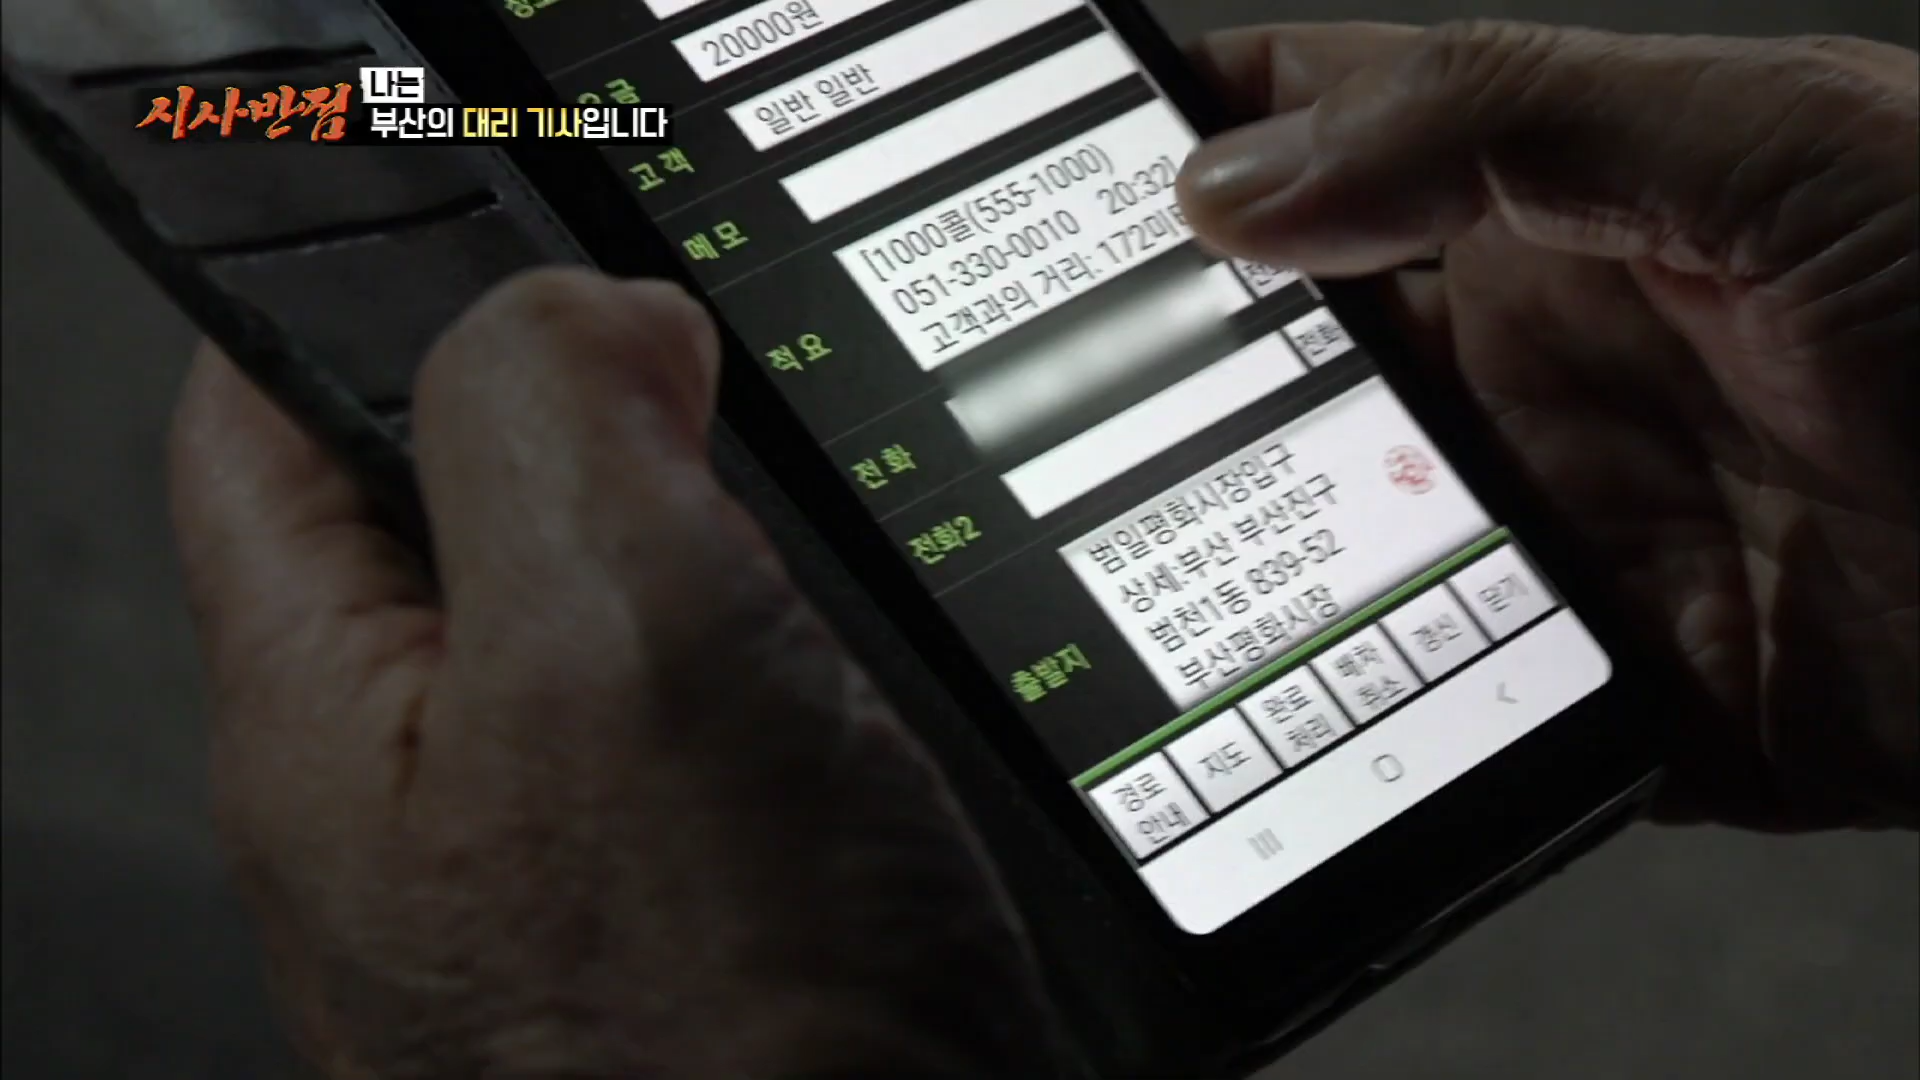 시사반점
나는
부산의 대리 기사입니다
20000원
요금
일반 일반
고객
메모
[1000콜(555-1000)
051-330-0010 20:32]
고객과의 거리: 172미터
적요
전화
전화
전화
전화2
범일평화시장입구
상세:부산 부산진구
범천1동 839-52
부산평화시장
출발지
경로
안내
지도
완료
처리
배차
취소
갱신
닫기